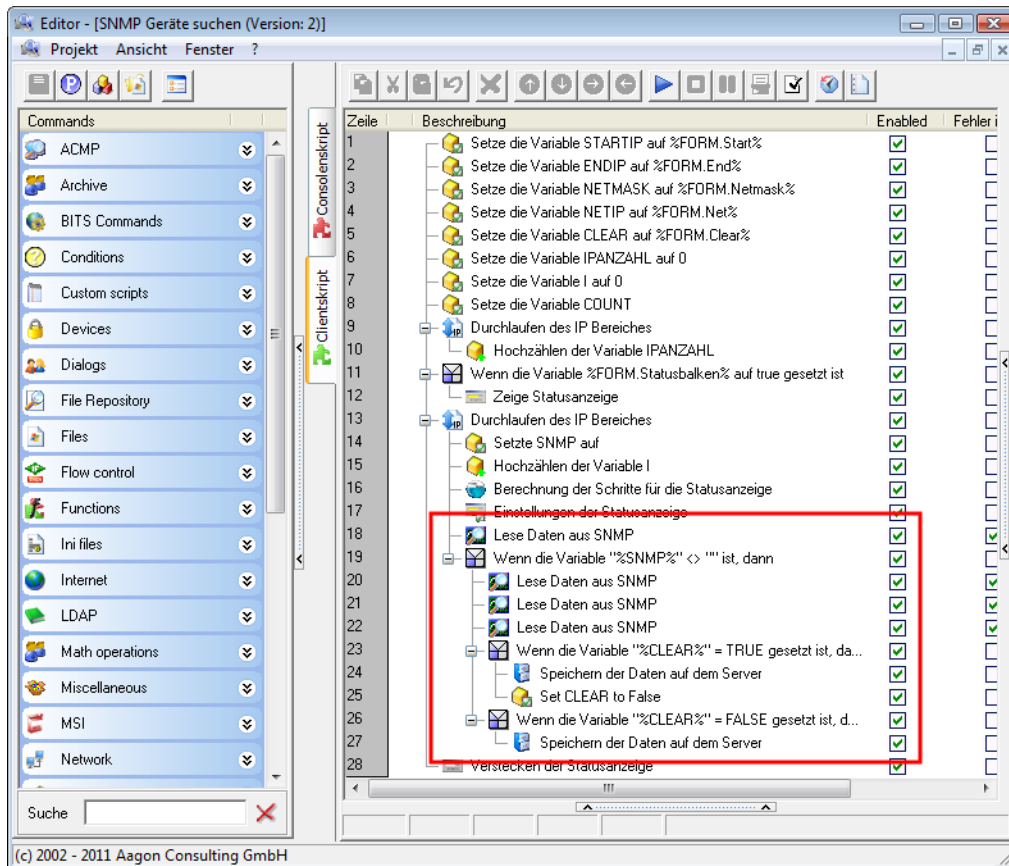 Editor - [SNMP Geräte suchen (Version: 2)]
Projekt Ansicht Fenster ?
Commands
ACMP
Archive
BITS Commands
Conditions
Custom scripts
Devices
Dialogs
File Repository
Files
Flow control
Functions
Ini files
Internet
LDAP
Math operations
Miscellaneous
MSI
Network
Suche
Consolenskript
Clientskript
Zeile Beschreibung Enabled Fehler i
1 Setze die Variable STARTIP auf %FORM.Start%
2 Setze die Variable ENDIP auf %FORM.End%
3 Setze die Variable NETMASK auf %FORM.Netmask%
4 Setze die Variable NETIP auf %FORM.Net%
5 Setze die Variable CLEAR auf %FORM.Clear%
6 Setze die Variable IPANZAHL auf 0
7 Setze die Variable I auf 0
8 Setze die Variable COUNT
9 Durchlaufen des IP Bereiches
10 Hochzählen der Variable IPANZAHL
11 Wenn die Variable %FORM.Statusbalken% auf true gesetzt ist
12 Zeige Statusanzeige
13 Durchlaufen des IP Bereiches
14 Setzte SNMP auf
15 Hochzählen der Variable I
16 Berechnung der Schritte für die Statusanzeige
17 Einstellungen der Statusanzeige
18 Lese Daten aus SNMP
19 Wenn die Variable "%SNMP%" <> "" ist, dann
20 Lese Daten aus SNMP
21 Lese Daten aus SNMP
22 Lese Daten aus SNMP
23 Wenn die Variable "%CLEAR%" = TRUE gesetzt ist, da...
24 Speichern der Daten auf dem Server
25 Set CLEAR to False
26 Wenn die Variable "%CLEAR%" = FALSE gesetzt ist, d...
27 Speichern der Daten auf dem Server
28 Verstecken der Statusanzeige
(c) 2002 - 2011 Aagon Consulting GmbH